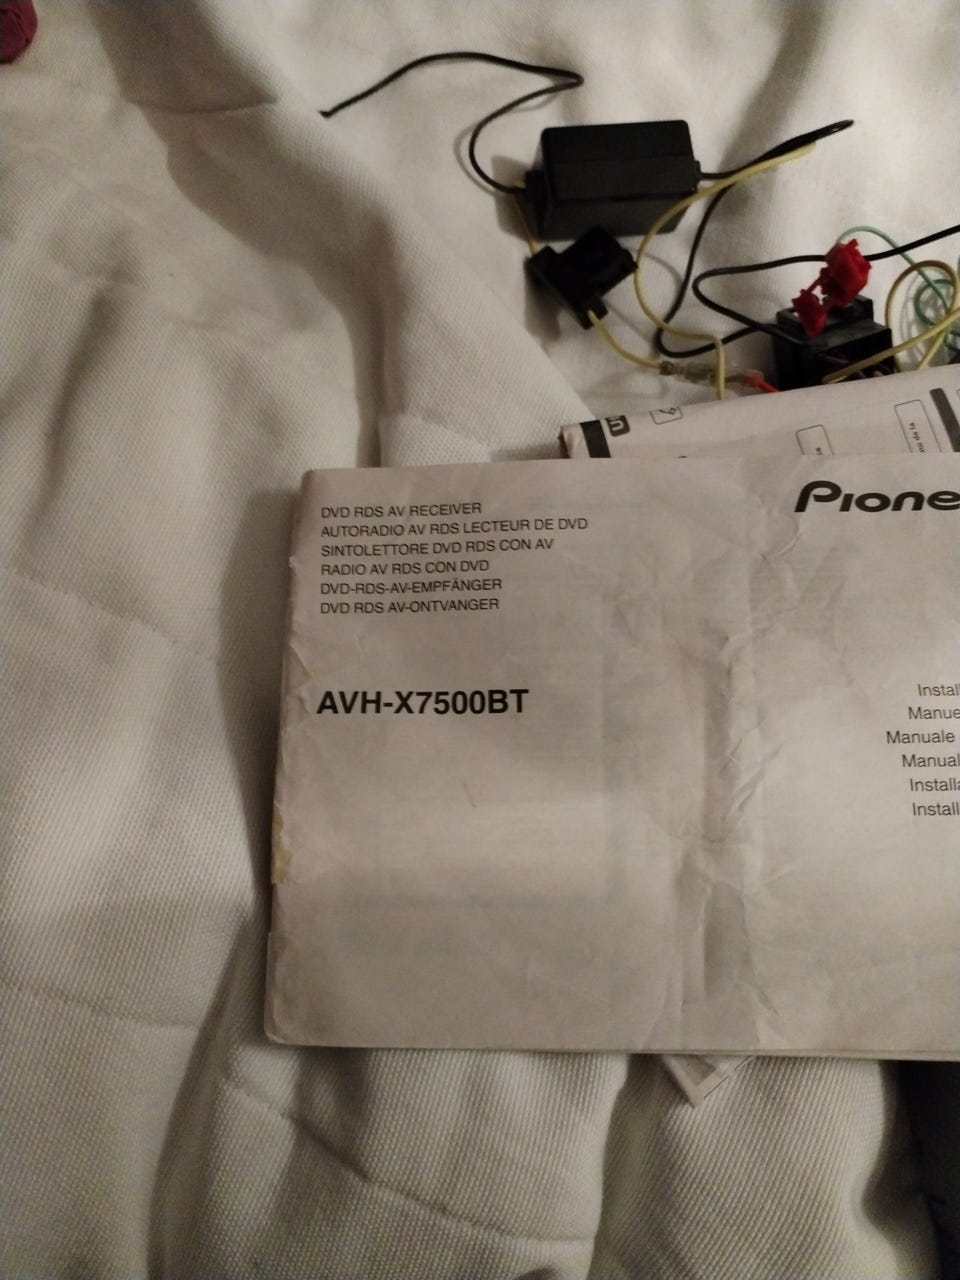 DVD RDS AV RECEIVER
AUTORADIO AV RDS LECTEUR DE DVD
SINTOLETTORE DVD RDS CON AV
RADIO AV RDS CON DVD
DVD-RDS-AV-EMPFÄNGER
DVD RDS AV-ONTVANGER
Pione
AVH-X7500BT
Install
Manue
Manuale
Manual
Installa
Install